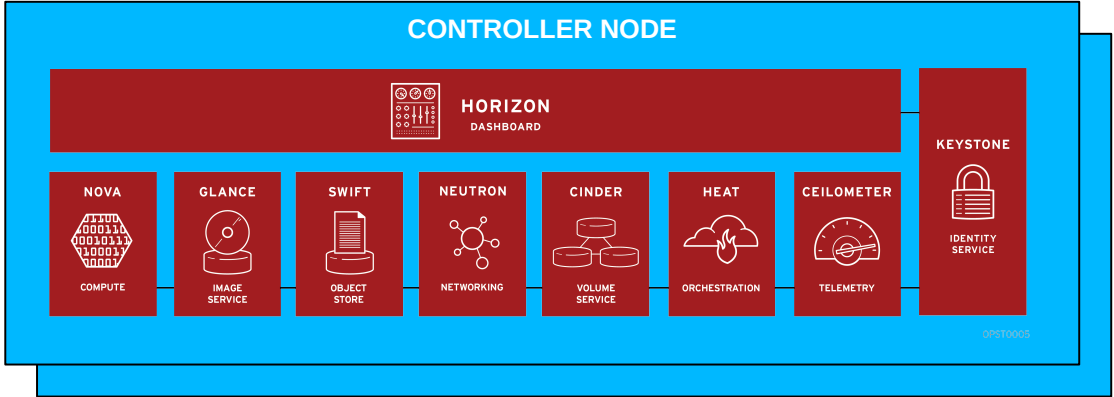 CONTROLLER NODE
HORIZON
DASHBOARD
KEYSTONE
IDENTITY
SERVICE
NOVA
COMPUTE
GLANCE
IMAGE
SERVICE
SWIFT
OBJECT
STORE
NEUTRON
NETWORKING
CINDER
VOLUME
SERVICE
HEAT
ORCHESTRATION
CEILOMETER
TELEMETRY